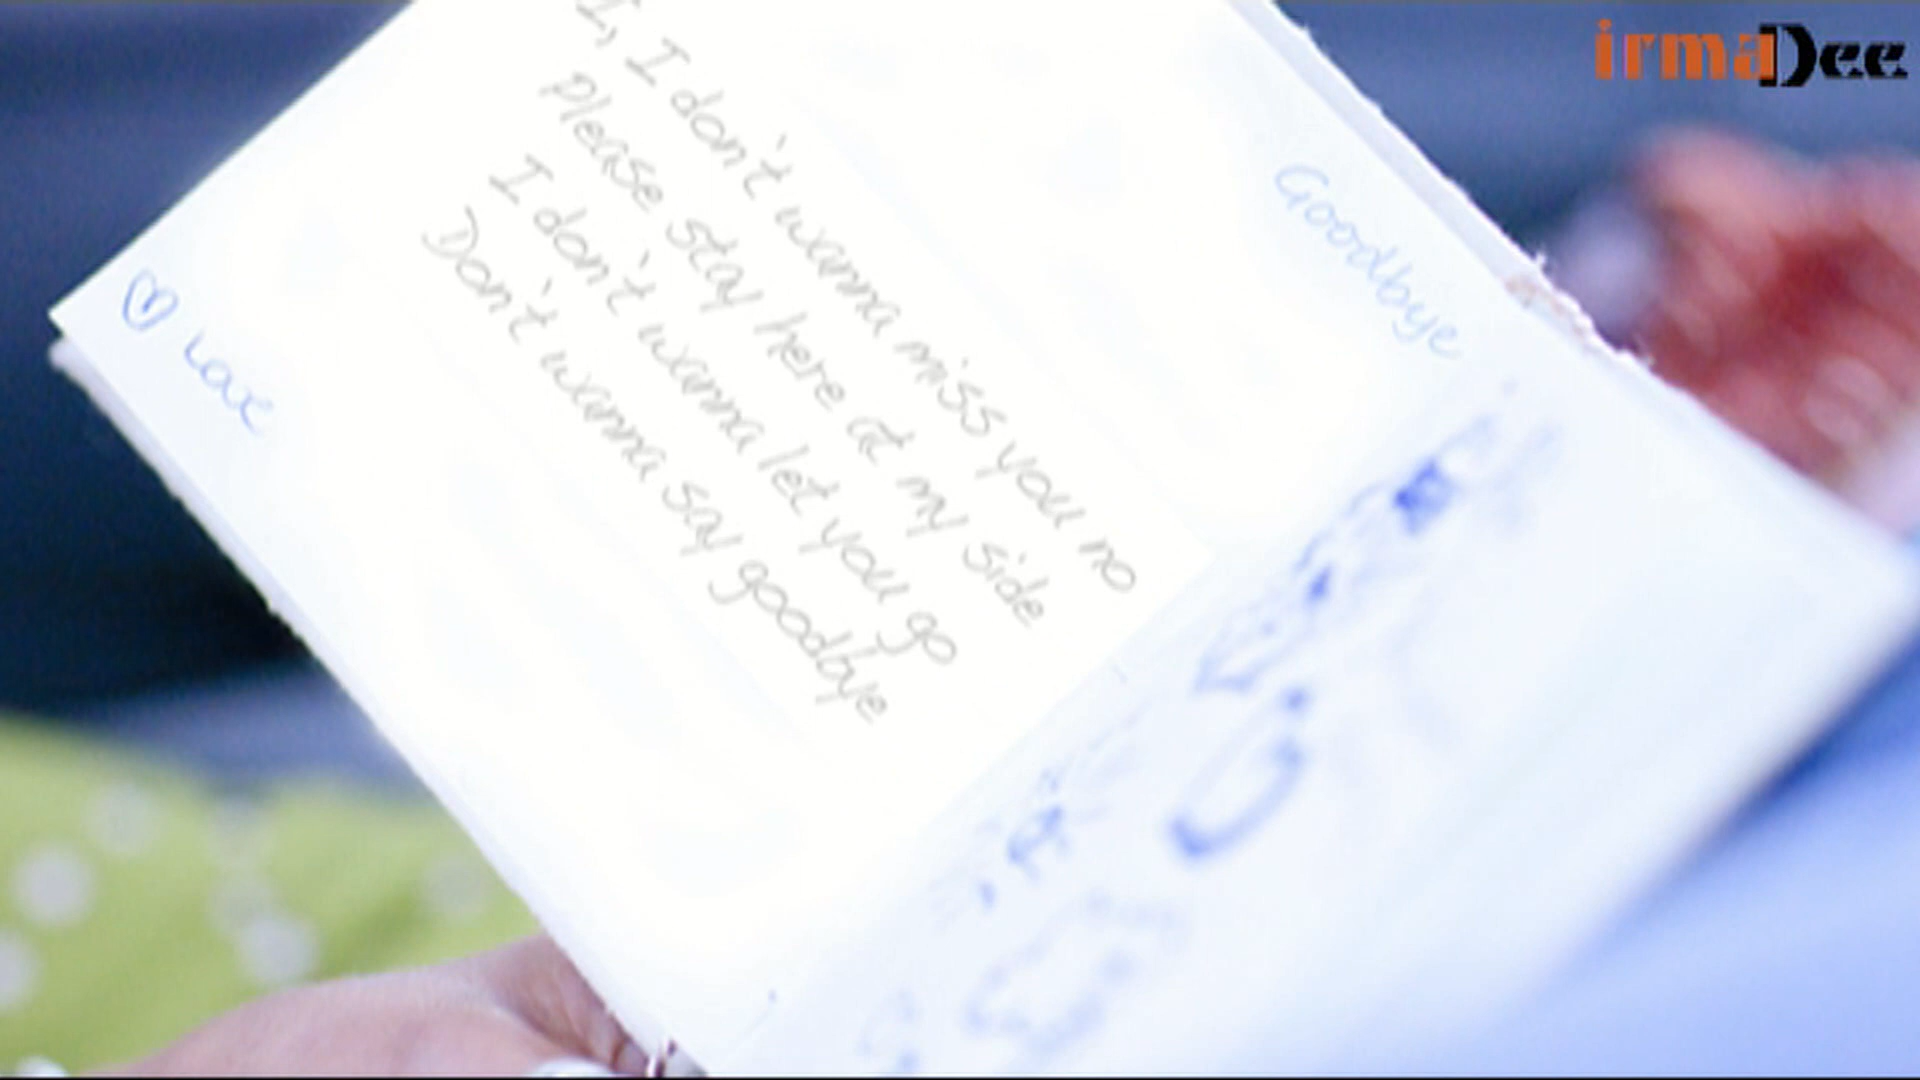 irmaDee
Goodbye
I, I don't wanna miss you no
Please stay here at my side
I don't wanna let you go
Don't wanna say goodbye
Love